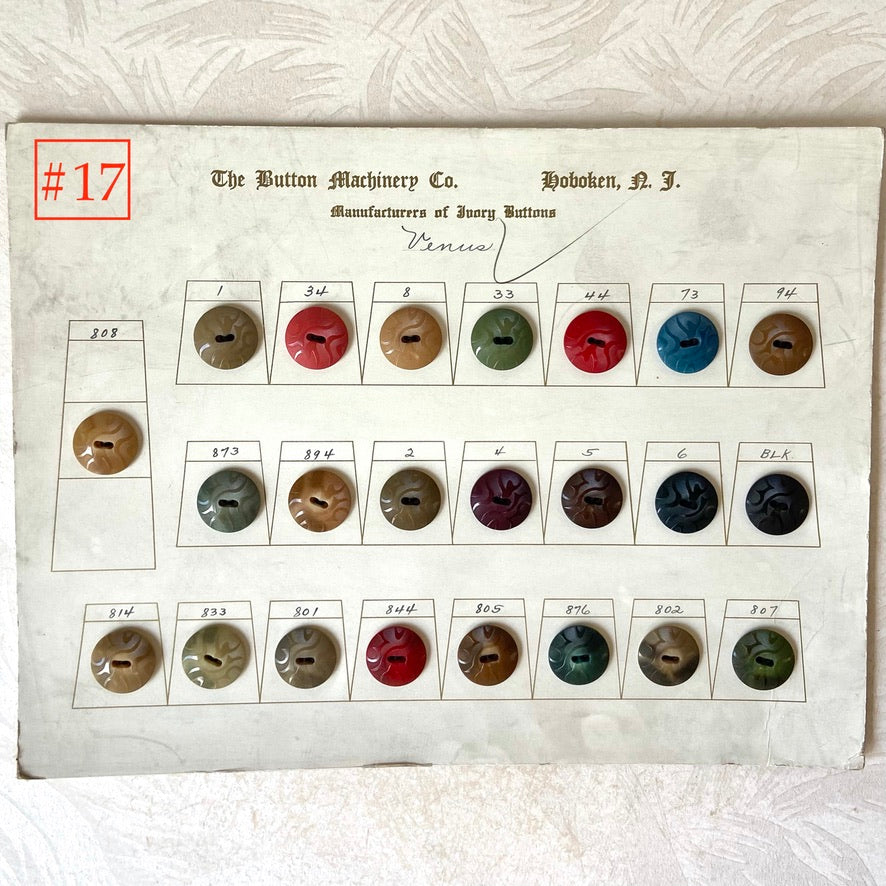 #17
The Button Machinery Co. Hoboken, N. J.
Manufacturers of Ivory Buttons
Venus
1 34 8 33 44 73 94
808
873 894 2 4 5 6 BLK.
814 833 801 844 805 876 802 807